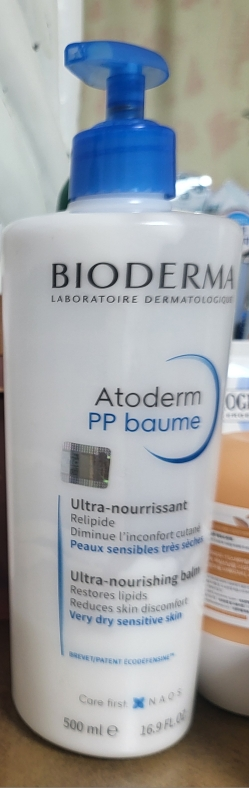 BIODERMA
LABORATOIRE DERMATOLOGIQUE
Atoderm
PP baume
Ultra-nourrissant
Relipide
Diminue l'inconfort cutané
Peaux sensibles très sèches
Ultra-nourishing balm
Restores lipids
Reduces skin discomfort
Very dry sensitive skin
BREVET/PATENT ECODEFENSINE™
Care first NAOS
500 ml e 16.9 FL.OZ